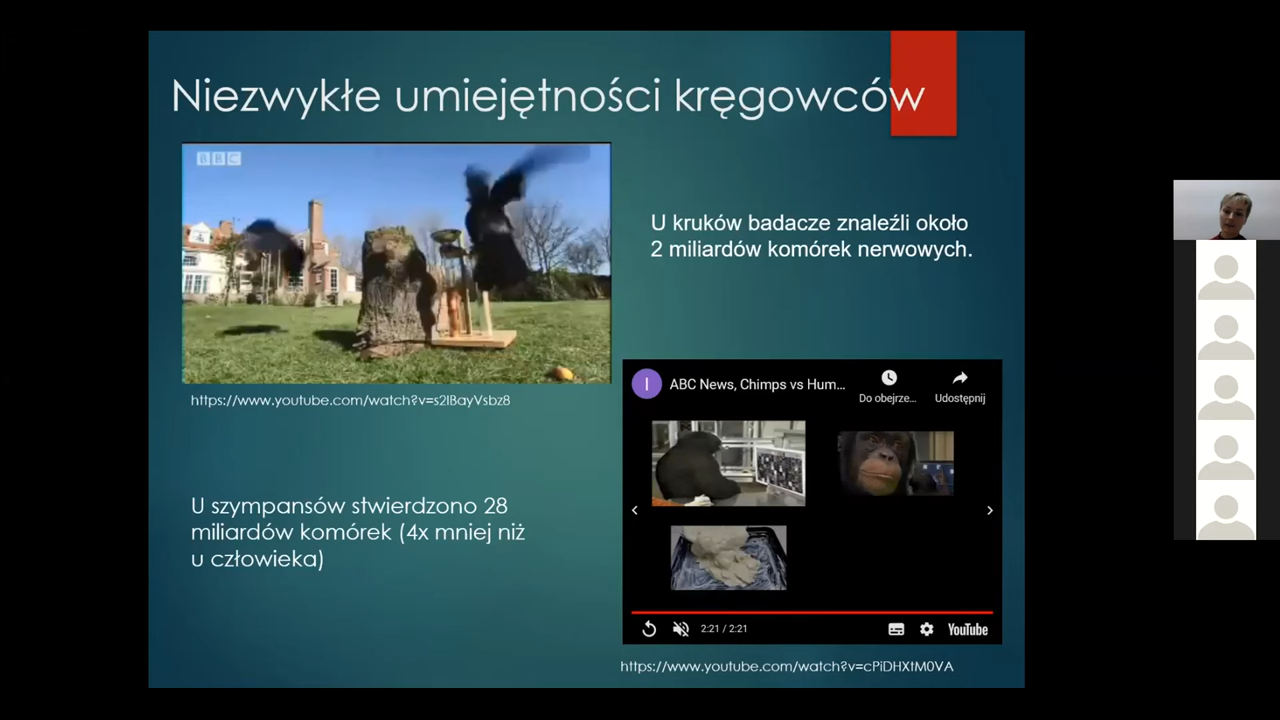 Niezwykłe umiejętności kręgowców
BBC
U kruków badacze znaleźli około
2 miliardów komórek nerwowych.
https://www.youtube.com/watch?v=s2IBayVsbz8
I ABC News, Chimps vs Hum...
Do obejrze...
Udostępnij
U szympansów stwierdzono 28
miliardów komórek (4x mniej niż
u człowieka)
2:21 / 2:21
YouTube
https://www.youtube.com/watch?v=cPiDHXtM0VA